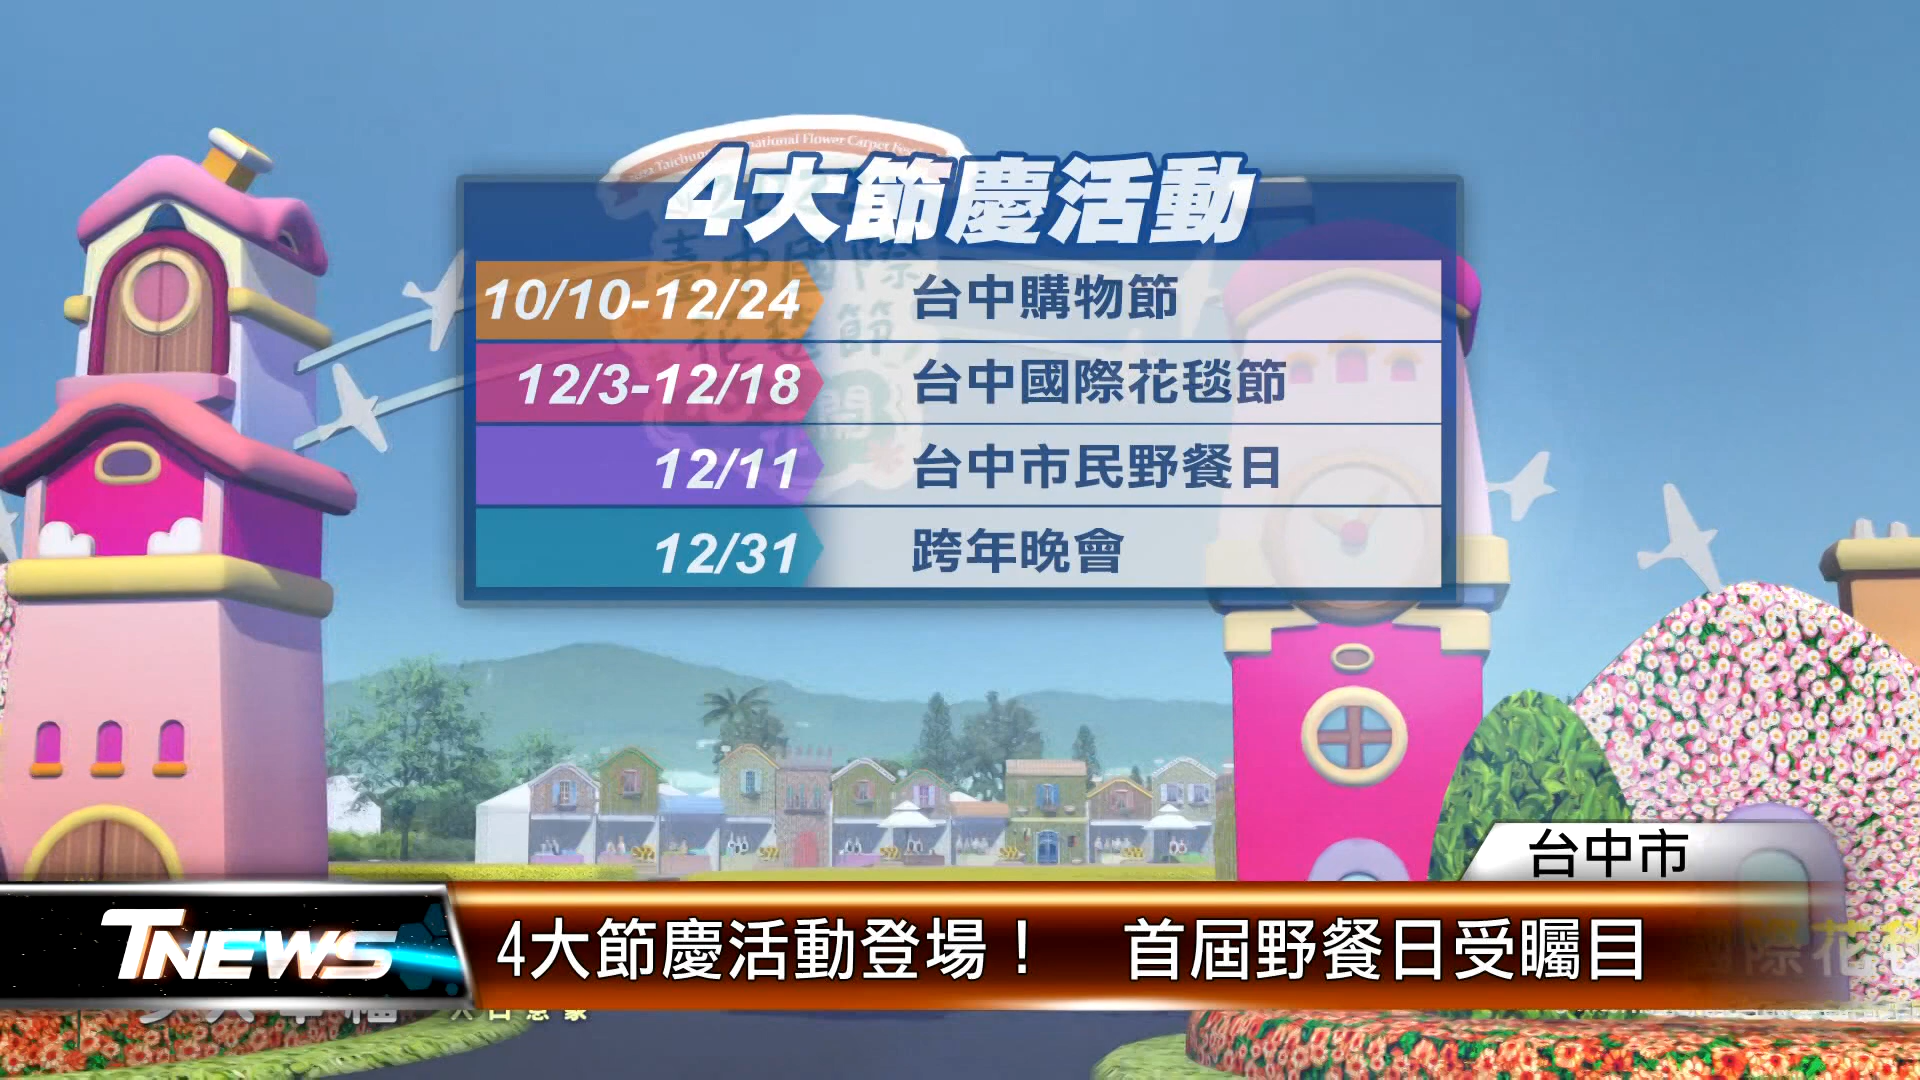 4大節慶活動
10/10-12/24 台中購物節
12/3-12/18 台中國際花毯節
12/11 台中市民野餐日
12/31 跨年晚會
台中市
TNEWS
4大節慶活動登場！ 首屆野餐日受矚目